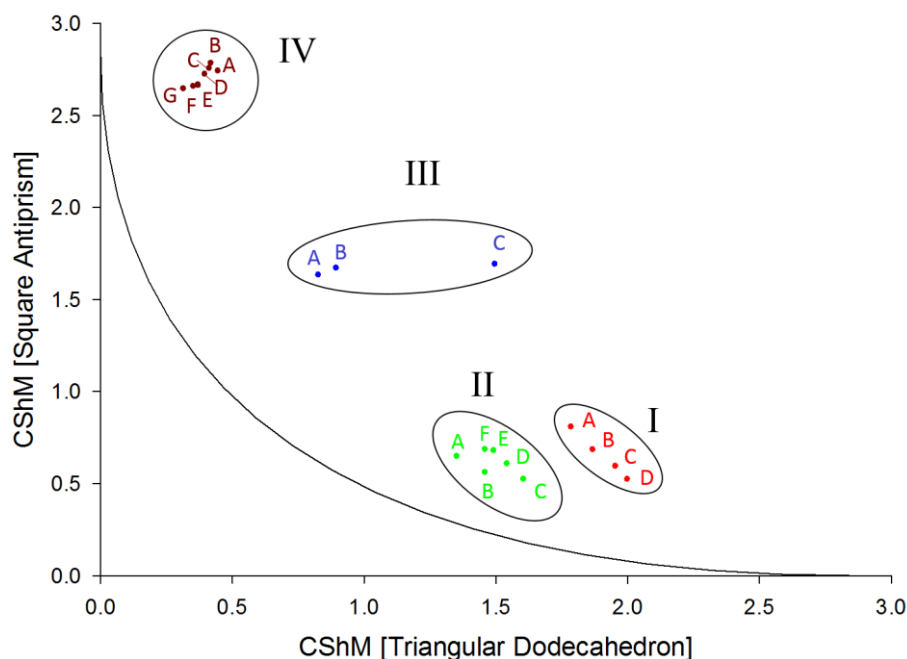 3.0
IV
B
C
A
D
G
F
E
2.5
III
2.0
A
B
C
1.5
CShM [Square Antiprism]
1.0
II
I
A
F
E
D
B
C
A
B
C
D
0.5
0.0
0.0 0.5 1.0 1.5 2.0 2.5 3.0
CShM [Triangular Dodecahedron]